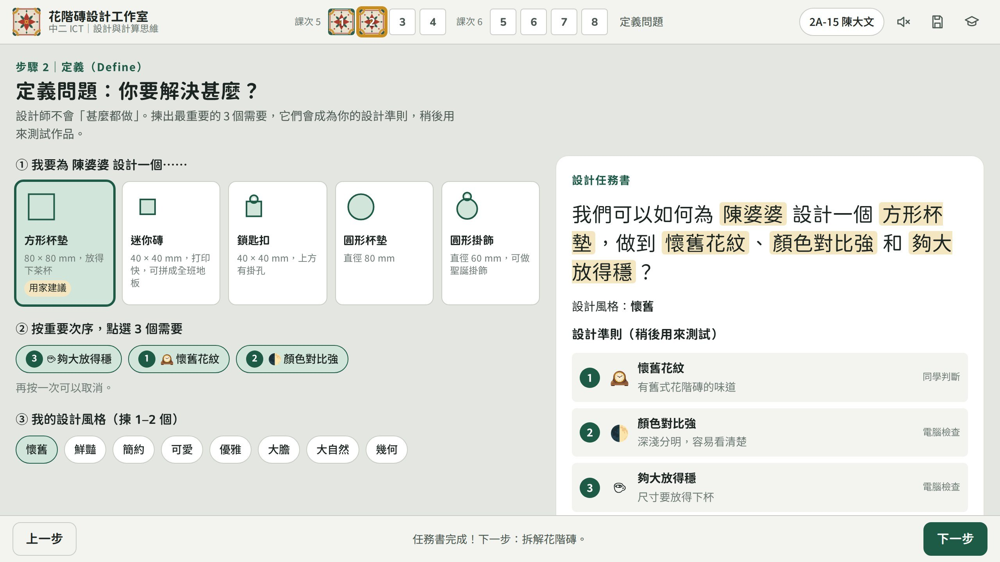 花階磚設計工作室
中二 ICT｜設計與計算思維
課次 5
1
2
3
4
課次 6
5
6
7
8
定義問題
2A-15 陳大文
步驟 2｜定義（Define）
定義問題：你要解決甚麼？
設計師不會「甚麼都做」。揀出最重要的 3 個需要，它們會成為你的設計準則，稍後用
來測試作品。
① 我要為 陳婆婆 設計一個……
方形杯墊
80 × 80 mm，放得
下茶杯
用家建議
迷你磚
40 × 40 mm，打印
快，可拼成全班地
板
鎖匙扣
40 × 40 mm，上方
有掛孔
圓形杯墊
直徑 80 mm
圓形掛飾
直徑 60 mm，可做
聖誕掛飾
② 按重要次序，點選 3 個需要
3 ☕夠大放得穩
1 🕰️懷舊花紋
2 🌗顏色對比強
再按一次可以取消。
③ 我的設計風格（揀 1–2 個）
懷舊
鮮豔
簡約
可愛
優雅
大膽
大自然
幾何
設計任務書
我們可以如何為 陳婆婆 設計一個 方形杯
墊，做到 懷舊花紋、顏色對比強 和 夠大
放得穩？
設計風格：懷舊
設計準則（稍後用來測試）
1
懷舊花紋
有舊式花階磚的味道
同學判斷
2
顏色對比強
深淺分明，容易看清楚
電腦檢查
3
夠大放得穩
尺寸要放得下杯
電腦檢查
上一步
任務書完成！下一步：拆解花階磚。
下一步